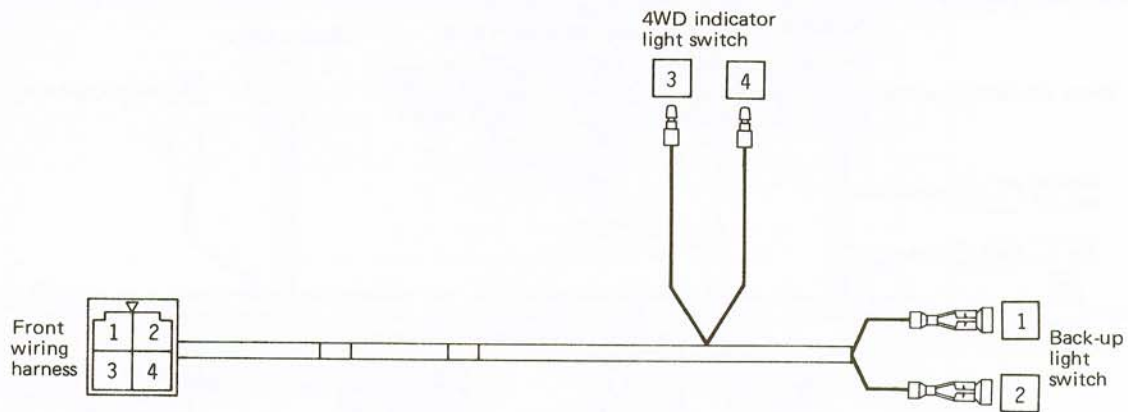 4WD indicator
light switch
3 4
Front
wiring
harness
1 2
3 4
1
Back-up
light
switch
2